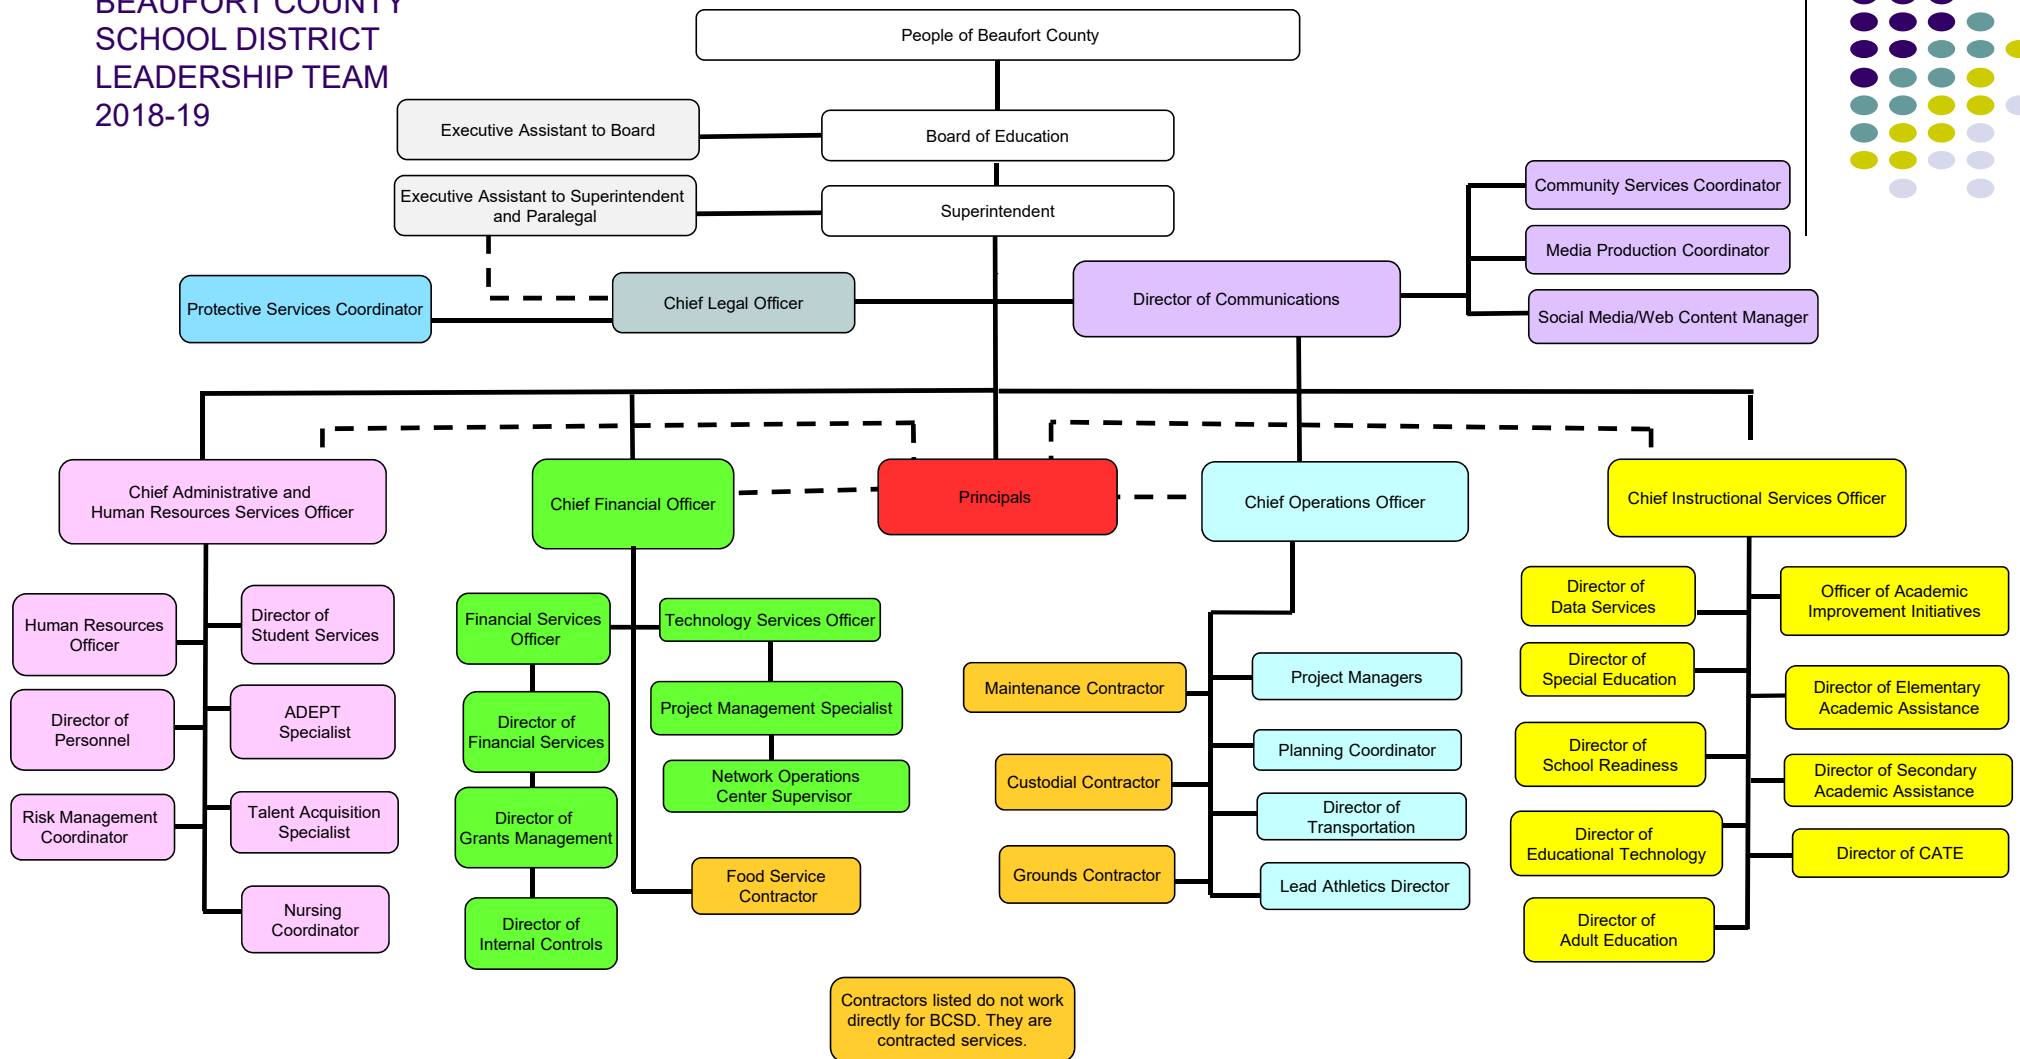 BEAUFORT COUNTY
SCHOOL DISTRICT
LEADERSHIP TEAM
2018-19
People of Beaufort County
Executive Assistant to Board
Board of Education
Executive Assistant to Superintendent
and Paralegal
Superintendent
Community Services Coordinator
Media Production Coordinator
Social Media/Web Content Manager
Protective Services Coordinator
Chief Legal Officer
Director of Communications
Chief Administrative and
Human Resources Services Officer
Chief Financial Officer
Principals
Chief Operations Officer
Chief Instructional Services Officer
Human Resources
Officer
Director of
Student Services
Director of
Personnel
ADEPT
Specialist
Risk Management
Coordinator
Talent Acquisition
Specialist
Nursing
Coordinator
Financial Services
Officer
Technology Services Officer
Director of
Financial Services
Project Management Specialist
Network Operations
Center Supervisor
Director of
Grants Management
Director of
Internal Controls
Food Service
Contractor
Maintenance Contractor
Project Managers
Custodial Contractor
Planning Coordinator
Director of
Transportation
Grounds Contractor
Lead Athletics Director
Director of
Data Services
Officer of Academic
Improvement Initiatives
Director of
Special Education
Director of Elementary
Academic Assistance
Director of
School Readiness
Director of Secondary
Academic Assistance
Director of
Educational Technology
Director of CATE
Director of
Adult Education
Contractors listed do not work
directly for BCSD. They are
contracted services.